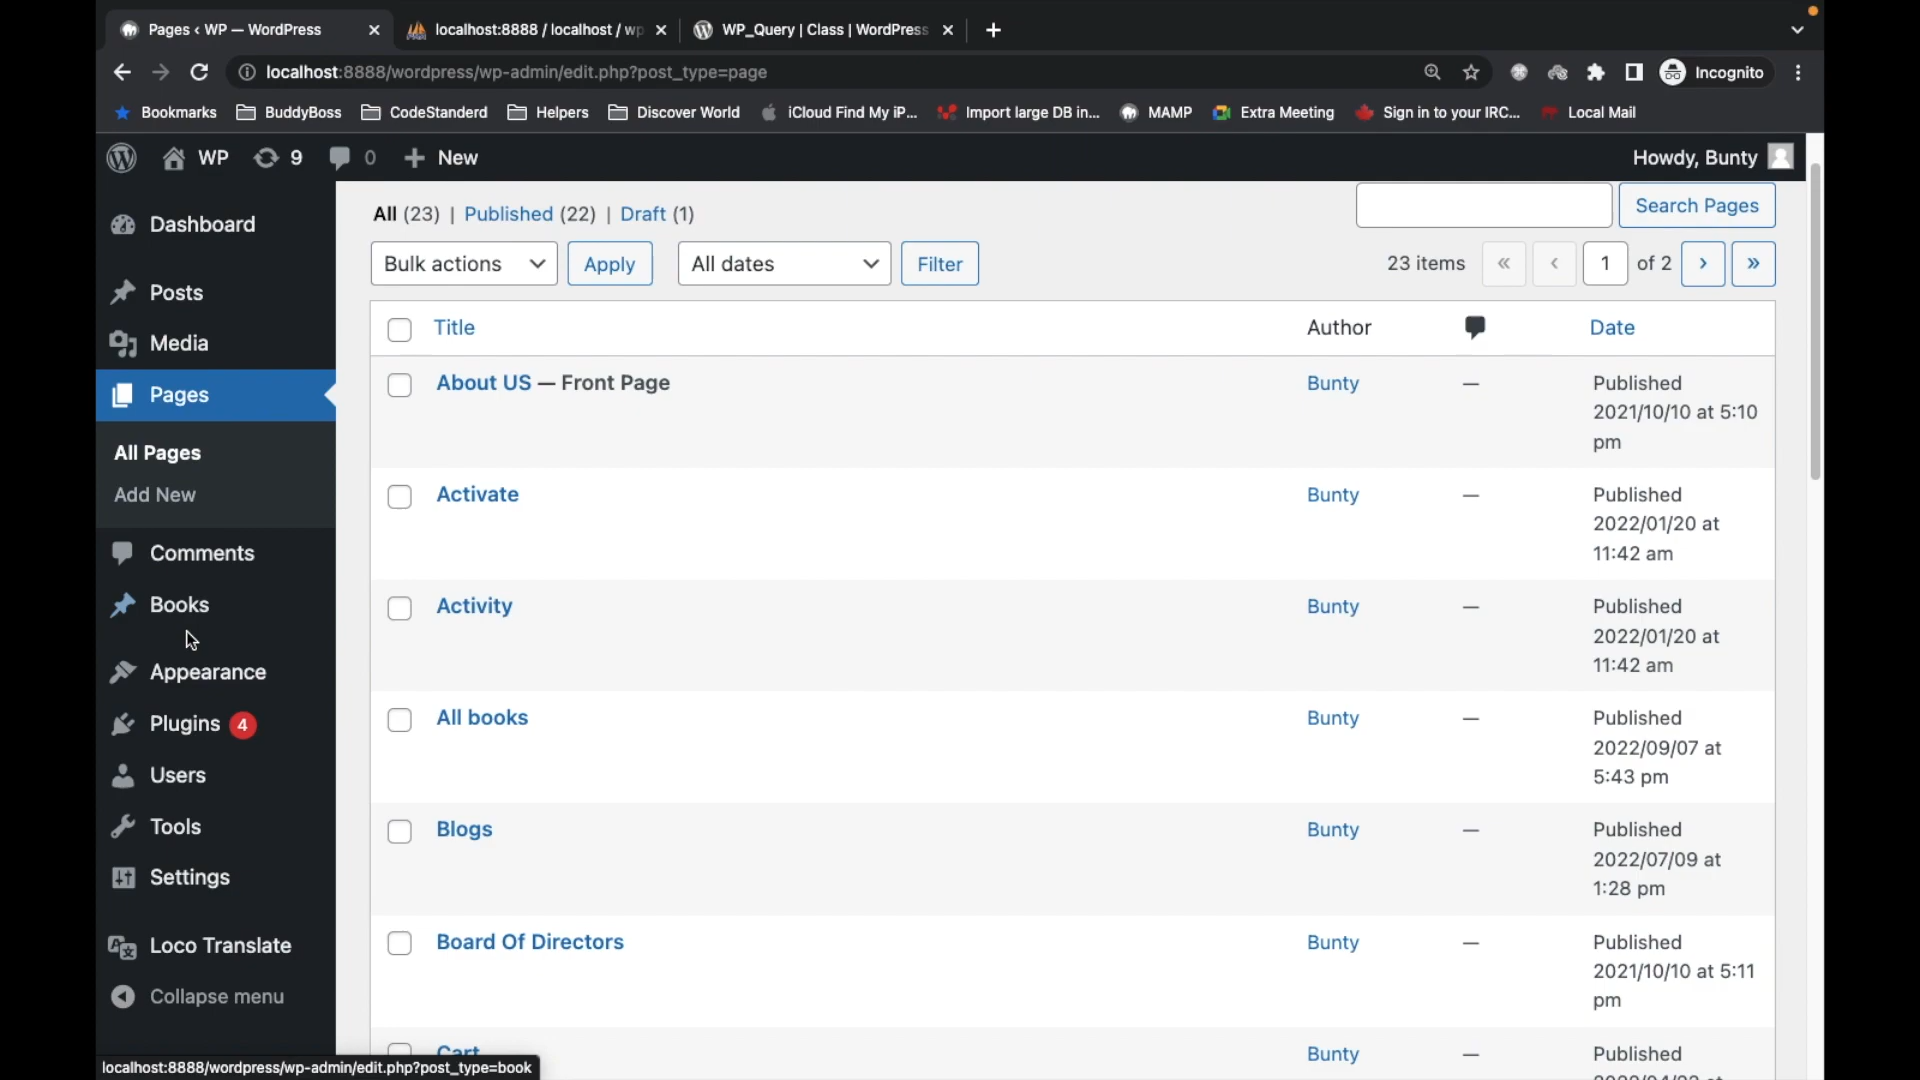 Pages < WP — WordPress
localhost:8888 / localhost / wp
WP_Query | Class | WordPress
localhost:8888/wordpress/wp-admin/edit.php?post_type=page
Incognito
Bookmarks
BuddyBoss
CodeStanderd
Helpers
Discover World
iCloud Find My iP...
Import large DB in...
MAMP
Extra Meeting
Sign in to your IRC...
Local Mail
WP
9
0
New
Howdy, Bunty
Dashboard
Posts
Media
Pages
All Pages
Add New
Comments
Books
Appearance
Plugins 4
Users
Tools
Settings
Loco Translate
Collapse menu
All (23) | Published (22) | Draft (1)
Search Pages
Bulk actions
Apply
All dates
Filter
23 items « ‹ 1 of 2 › »
Title Author Date
About US — Front Page Bunty — Published
2021/10/10 at 5:10
pm
Activate Bunty — Published
2022/01/20 at
11:42 am
Activity Bunty — Published
2022/01/20 at
11:42 am
All books Bunty — Published
2022/09/07 at
5:43 pm
Blogs Bunty — Published
2022/07/09 at
1:28 pm
Board Of Directors Bunty — Published
2021/10/10 at 5:11
pm
Cart Bunty — Published
localhost:8888/wordpress/wp-admin/edit.php?post_type=book